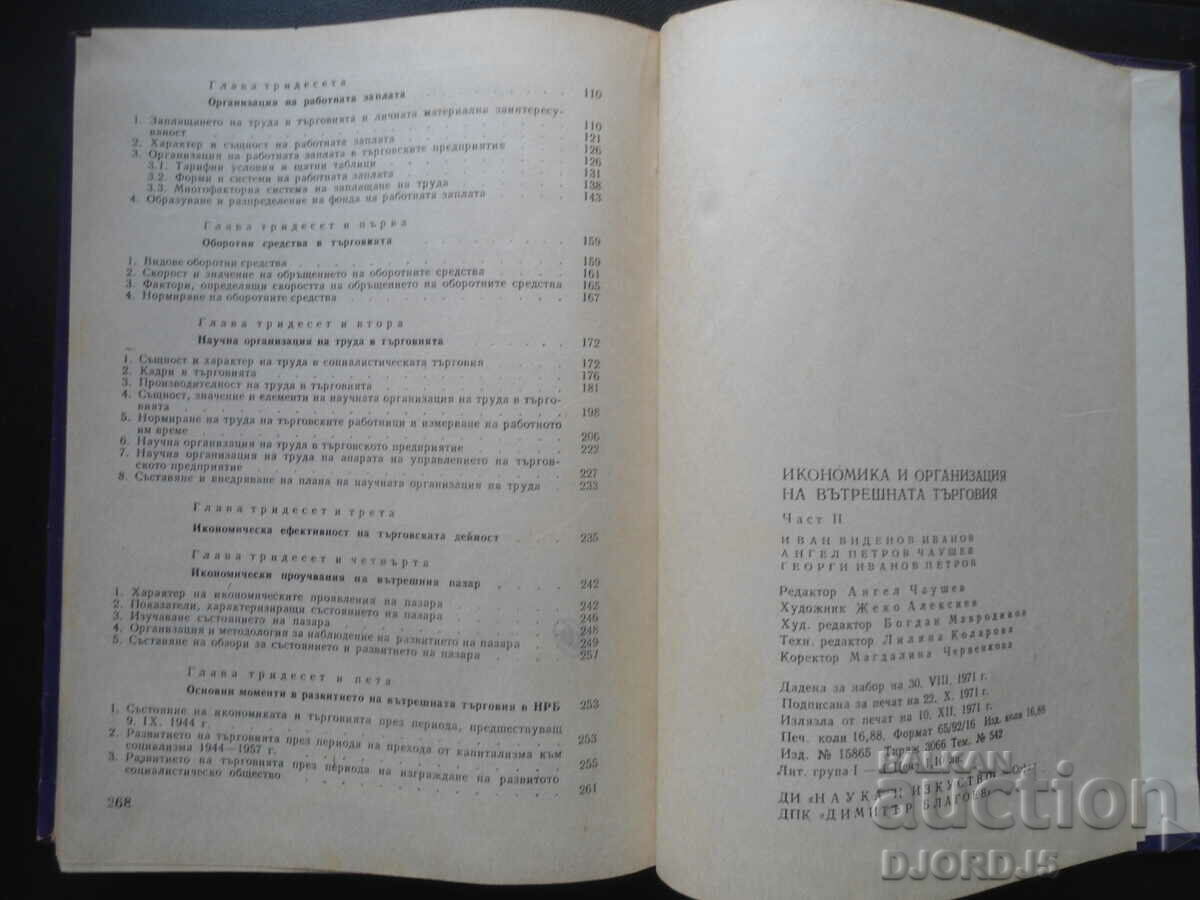 Глава тридесета
Организация на работната заплата 110
1. Заплащането на труда в търговията и личната материална заинтересу-
ваност 110
2. Характер и същност на работната заплата 121
3. Организация на работната заплата в търговските предприятия 126
3.1. Тарифни условия и щатни таблици 126
3.2. Форми и системи на работната заплата 131
3.3. Многофакторна система на заплащане на труда 138
4. Образуване и разпределение на фонда на работната заплата 143
Глава тридесет и първа
Оборотни средства в търговията 159
1. Видове оборотни средства 159
2. Скорост и значение на обръщението на оборотните средства 161
3. Фактори, определящи скоростта на обръщението на оборотните средства 165
4. Нормиране на оборотните средства 167
Глава тридесет и втора
Научна организация на труда в търговията 172
1. Същност и характер на труда в социалистическата търговия 172
2. Кадри в търговията 176
3. Производителност на труда в търговията 181
4. Същност, значение и елементи на научната организация на труда в търго-
вията 198
5. Нормиране на труда на търговските работници и измерване на работното
им време 206
6. Научна организация на труда в търговското предприятие 222
7. Научна организация на труда на апарата на управлението на търгов-
ското предприятие 227
8. Съставяне и внедряване на плана на научната организация на труда 233
Глава тридесет и трета
Икономическа ефективност на търговската дейност 235
Глава тридесет и четвърта
Икономически проучвания на вътрешния пазар 242
1. Характер на икономическите проявления на пазара 242
2. Показатели, характеризиращи състоянието на пазара 246
3. Изучаване състоянието на пазара 248
4. Организация и методология за наблюдение на развитието на пазара 249
5. Съставяне на обзори за състоянието и развитието на пазара 251
Глава тридесет и пета
Основни моменти в развитието на вътрешната търговия в НРБ 253
1. Състояние на икономиката и търговията през периода, предшествуващ
9. IX. 1944 г. 253
2. Развитието на търговията през периода на прехода от капитализма към
социализма 1944—1957 г. 255
3. Развитието на търговията през периода на изграждане на развитото
социалистическо общество 261
268
ИКОНОМИКА И ОРГАНИЗАЦИЯ
НА ВЪТРЕШНАТА ТЪРГОВИЯ
Част II
ИВАН ВИДЕНОВ ИВАНОВ
АНГЕЛ ПЕТРОВ ЧАУШЕВ
ГЕОРГИ ИВАНОВ ПЕТРОВ
Редактор Ангел Чаушев
Художник Жеко Алексиев
Худ. редактор Богдан Мавродинов
Техн. редактор Лиляна Коларова
Коректор Магдалина Червенкова
Дадена за набор на 30. VIII. 1971 г.
Подписана за печат на 22. X. 1971 г.
Излязла от печат на 10. XII. 1971 г.
Печ. коли 16,88. Формат 65/92/16 Изд. коли 16,88
Изд. № 15865 Тираж 3066 Тем. № 542
Лит. група I — 1,10 лв.
ДИ «НАУКА И ИЗКУСТВО»
ДПК «ДИМИТЪР БЛАГОЕВ»
BALKAN
auction
DJORDJ5